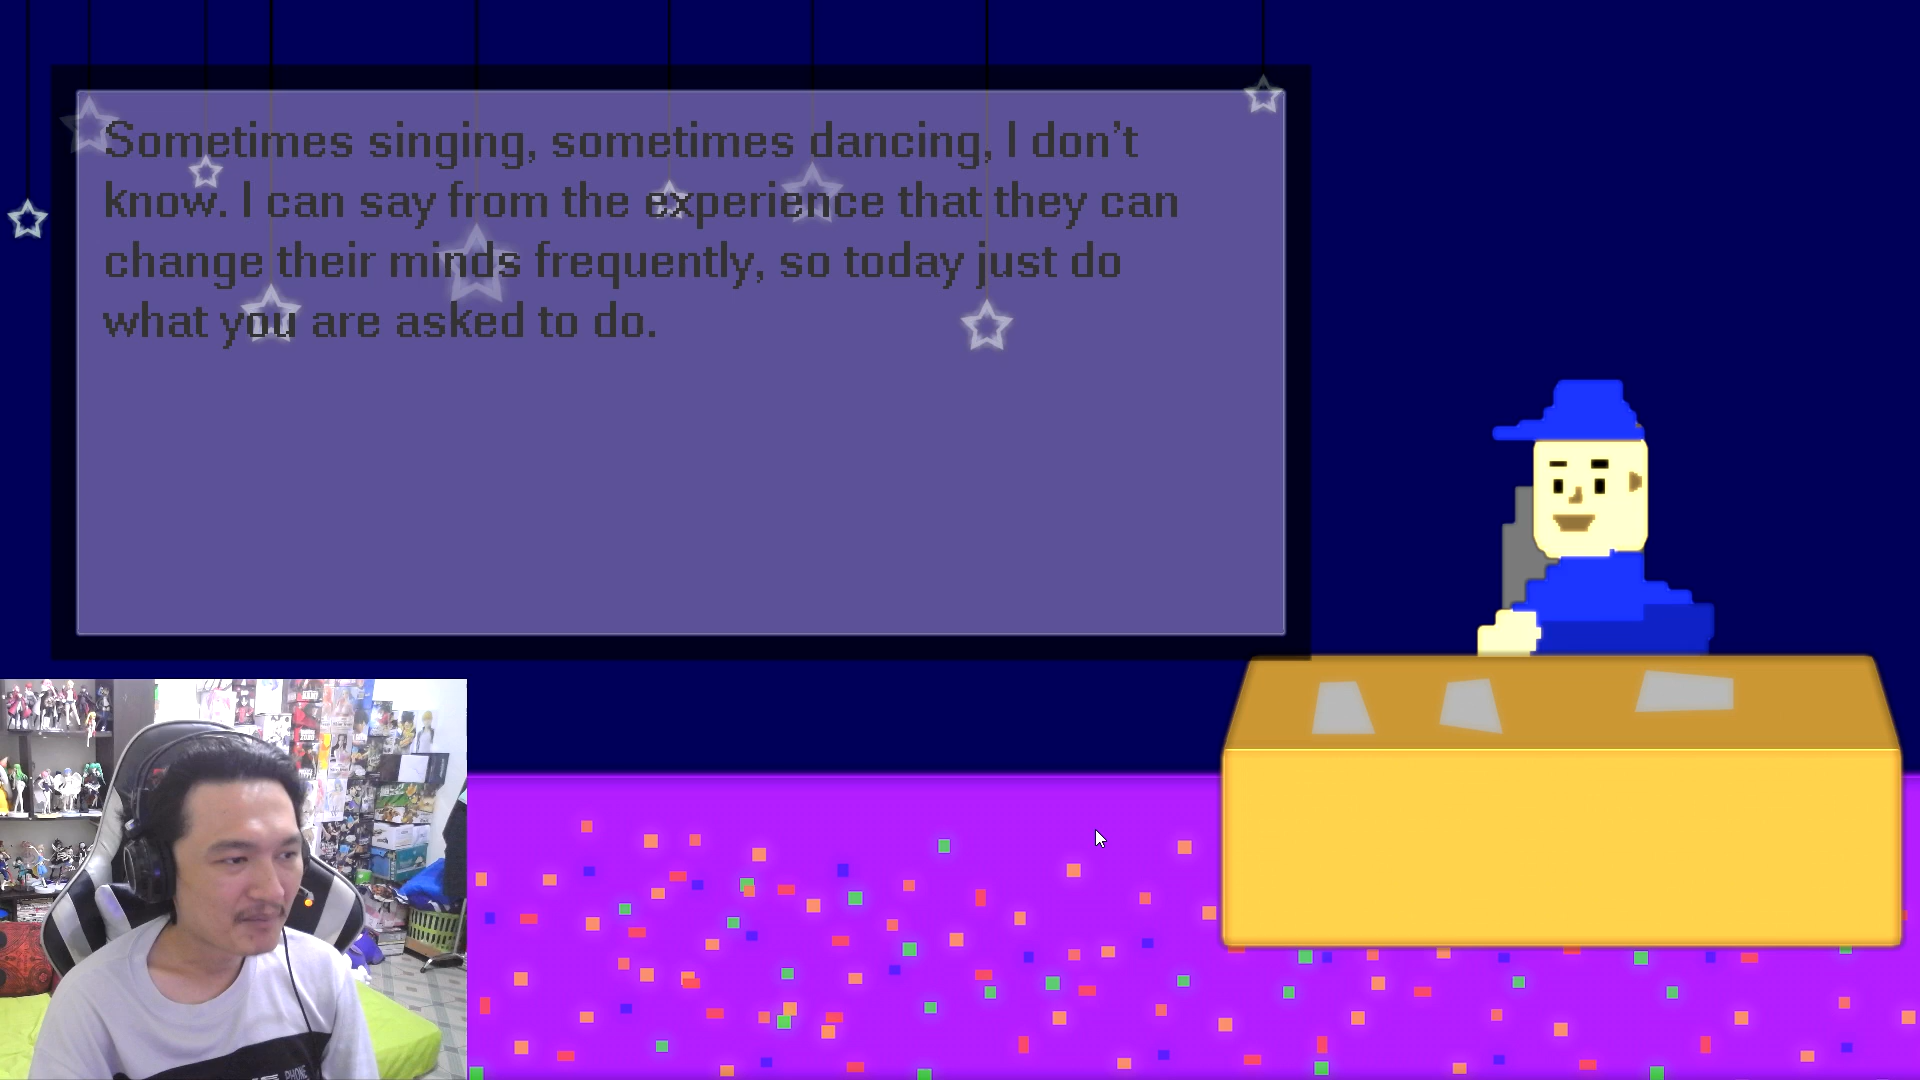 Sometimes singing, sometimes dancing, I don't
know. I can say from the experience that they can
change their minds frequently, so today just do
what you are asked to do.
PHONE